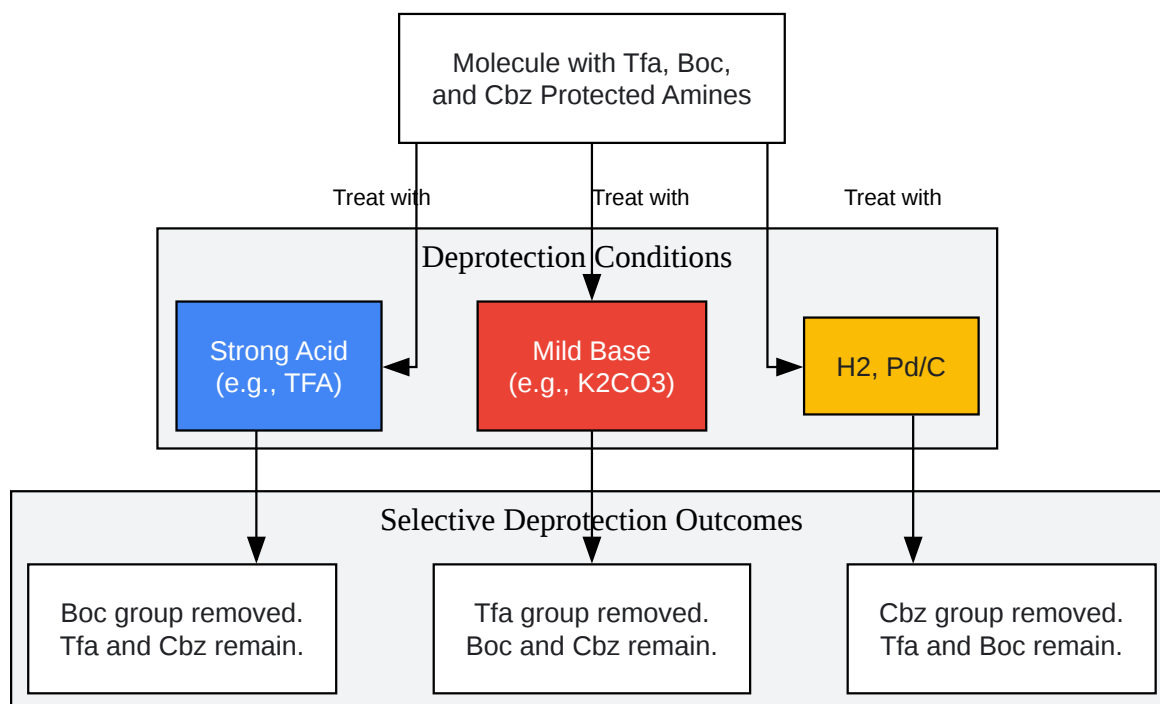 Molecule with Tfa, Boc,
and Cbz Protected Amines
Treat with
Treat with
Treat with
Deprotection Conditions
Strong Acid
(e.g., TFA)
Mild Base
(e.g., K2CO3)
H2, Pd/C
Selective Deprotection Outcomes
Boc group removed.
Tfa and Cbz remain.
Tfa group removed.
Boc and Cbz remain.
Cbz group removed.
Tfa and Boc remain.